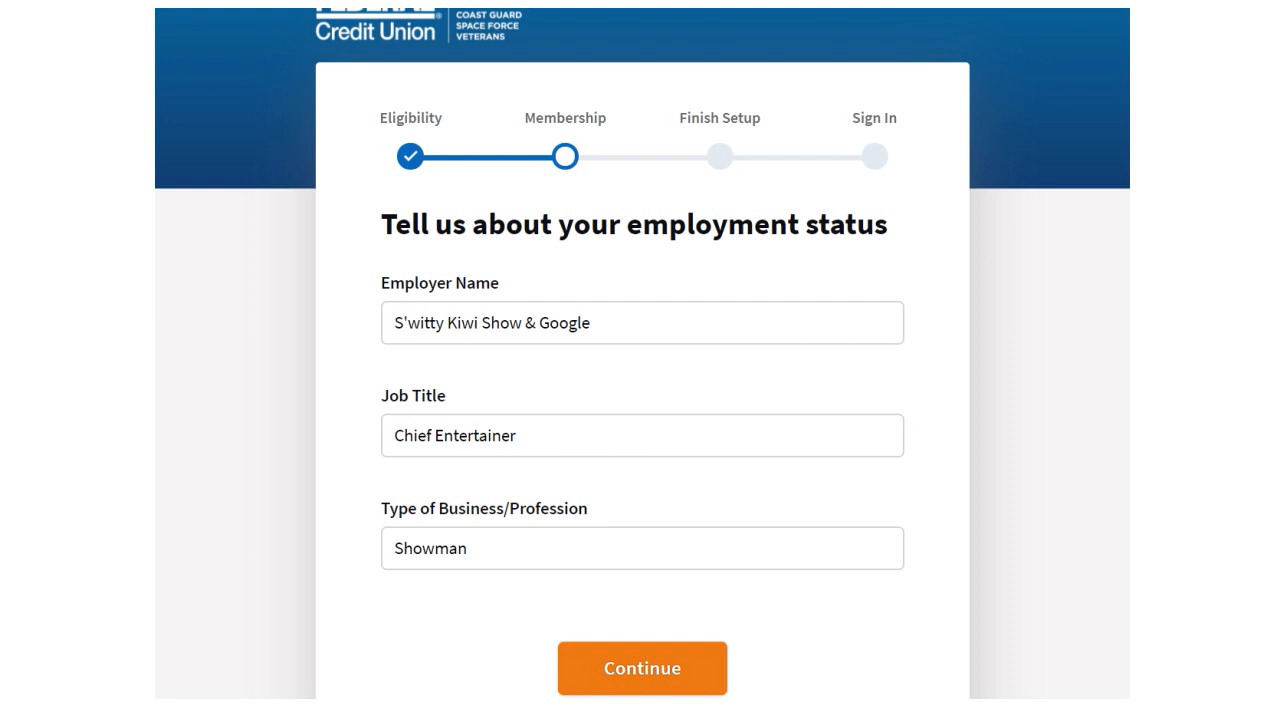 Credit Union
COAST GUARD
SPACE FORCE
VETERANS
Eligibility
Membership
Finish Setup
Sign In
Tell us about your employment status
Employer Name
S'witty Kiwi Show & Google
Job Title
Chief Entertainer
Type of Business/Profession
Showman
Continue